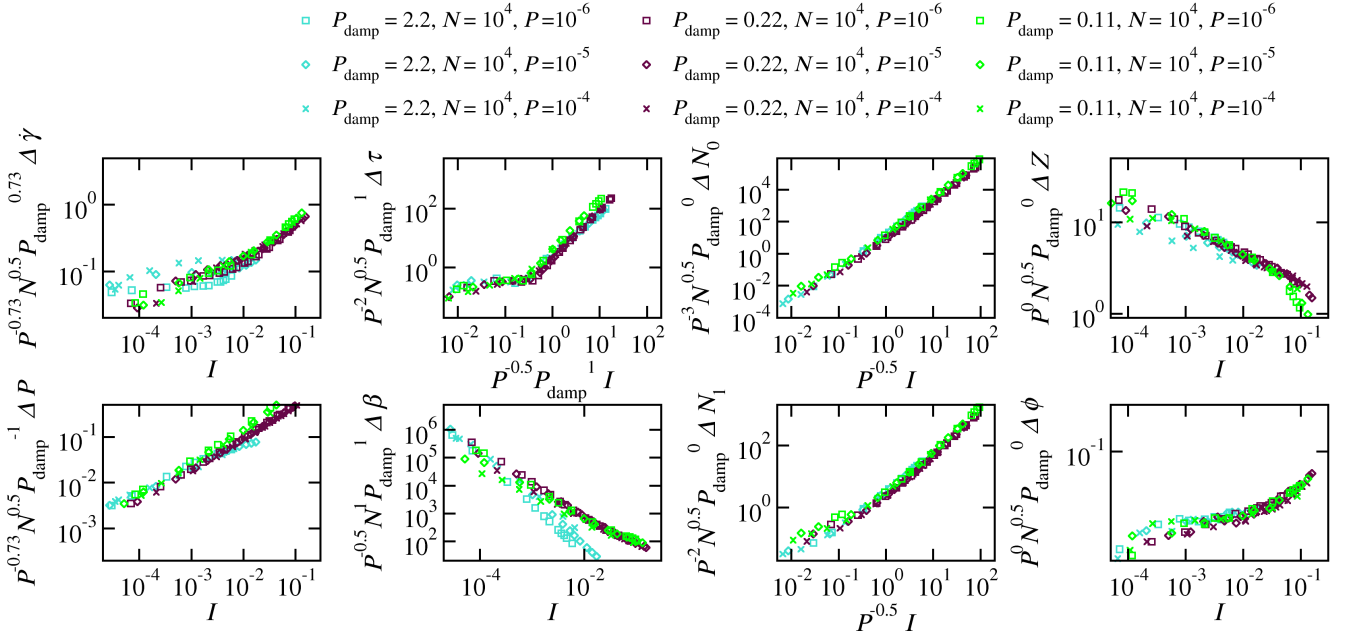 P_damp = 2.2, N = 10^4, P=10^-6 P_damp = 0.22, N = 10^4, P=10^-6 P_damp = 0.11, N = 10^4, P=10^-6
P_damp = 2.2, N = 10^4, P=10^-5 P_damp = 0.22, N = 10^4, P=10^-5 P_damp = 0.11, N = 10^4, P=10^-5
P_damp = 2.2, N = 10^4, P=10^-4 P_damp = 0.22, N = 10^4, P=10^-4 P_damp = 0.11, N = 10^4, P=10^-4
P^-0.73 N^0.5 P_damp^0.73 Δ γ̇
10^0
10^-1
10^-4 10^-3 10^-2 10^-1
I
P^-2 N^0.5 P_damp^1 Δ τ
10^2
10^0
10^-2 10^-1 10^0 10^1 10^2
P^-0.5 P_damp^1 I
P^-3 N^0.5 P_damp^0 Δ N_0
10^4
10^2
10^0
10^-2
10^-4
10^-2 10^-1 10^0 10^1 10^2
P^-0.5 I
P^0 N^0.5 P_damp^0 Δ Z
10^1
10^0
10^-4 10^-3 10^-2 10^-1
I
P^-0.73 N^0.5 P_damp^-1 Δ P
10^-1
10^-2
10^-3
10^-4 10^-3 10^-2 10^-1
I
P^-0.5 N^1 P_damp^1 Δ β
10^6
10^5
10^4
10^3
10^2
10^-4 10^-2
I
P^-2 N^0.5 P_damp^0 Δ N_1
10^2
10^0
10^-2 10^-1 10^0 10^1 10^2
P^-0.5 I
P^0 N^0.5 P_damp^0 Δ ϕ
10^-1
10^-4 10^-3 10^-2 10^-1
I